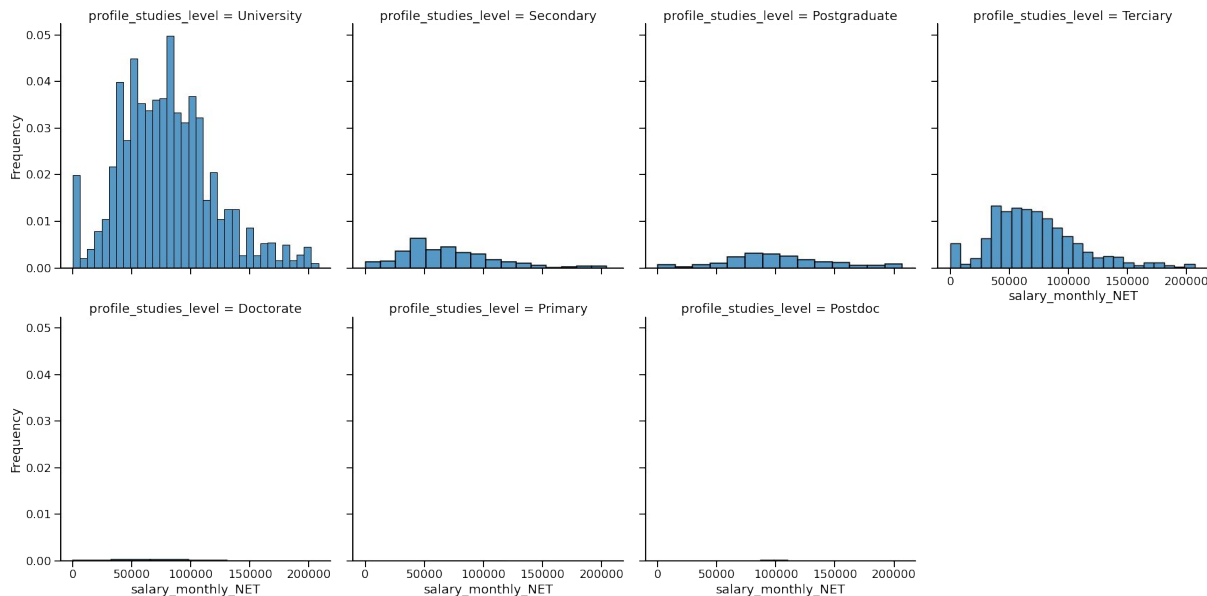 profile_studies_level = University
profile_studies_level = Secondary
profile_studies_level = Postgraduate
profile_studies_level = Terciary
0.05
0.04
0.03
0.02
0.01
0.00
Frequency
0 50000 100000 150000 200000
salary_monthly_NET
profile_studies_level = Doctorate
profile_studies_level = Primary
profile_studies_level = Postdoc
0.05
0.04
0.03
0.02
0.01
0.00
Frequency
0 50000 100000 150000 200000
salary_monthly_NET
0 50000 100000 150000 200000
salary_monthly_NET
0 50000 100000 150000 200000
salary_monthly_NET